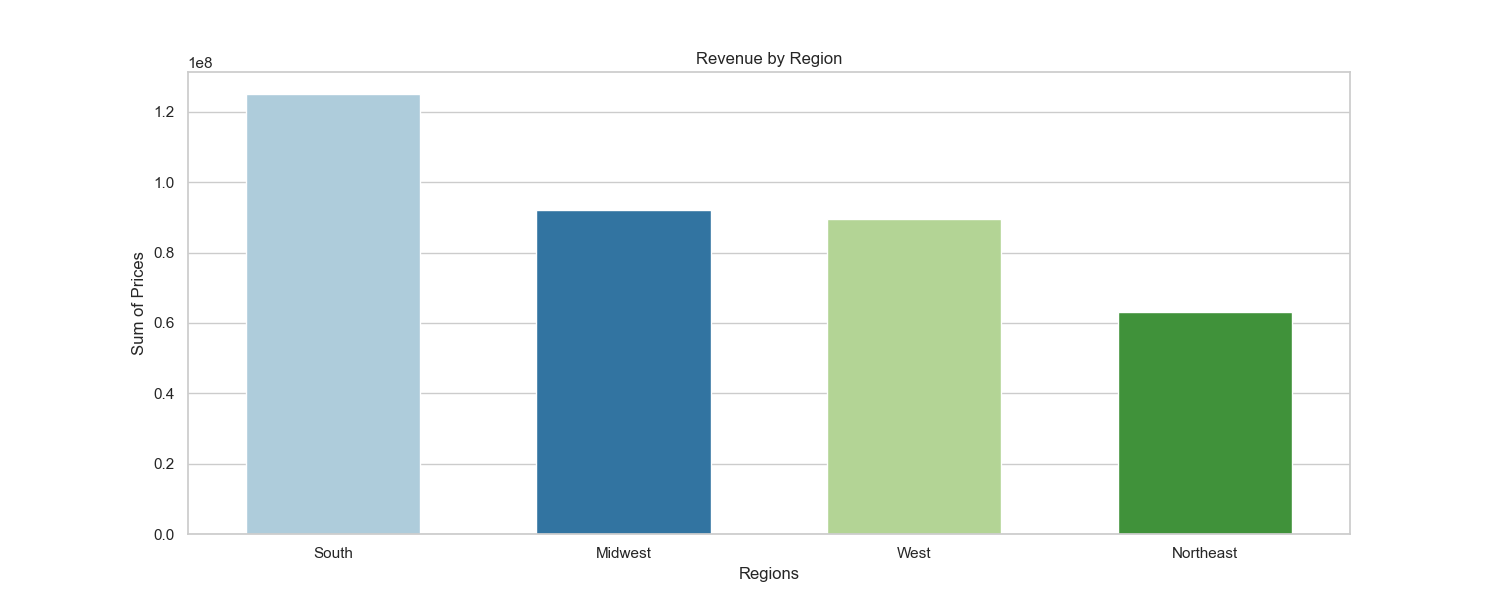 Revenue by Region
1e8
1.2
1.0
0.8
0.6
0.4
0.2
0.0
Sum of Prices
South Midwest West Northeast
Regions